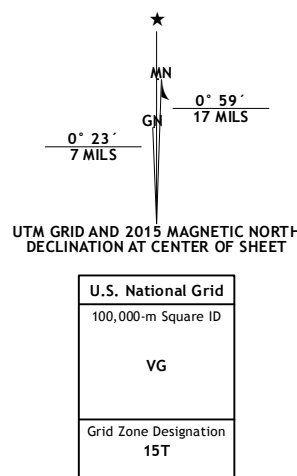 ★
MN
0° 59´
17 MILS
GN
0° 23´
7 MILS
UTM GRID AND 2015 MAGNETIC NORTH
DECLINATION AT CENTER OF SHEET
U.S. National Grid
100,000-m Square ID
VG
Grid Zone Designation
15T